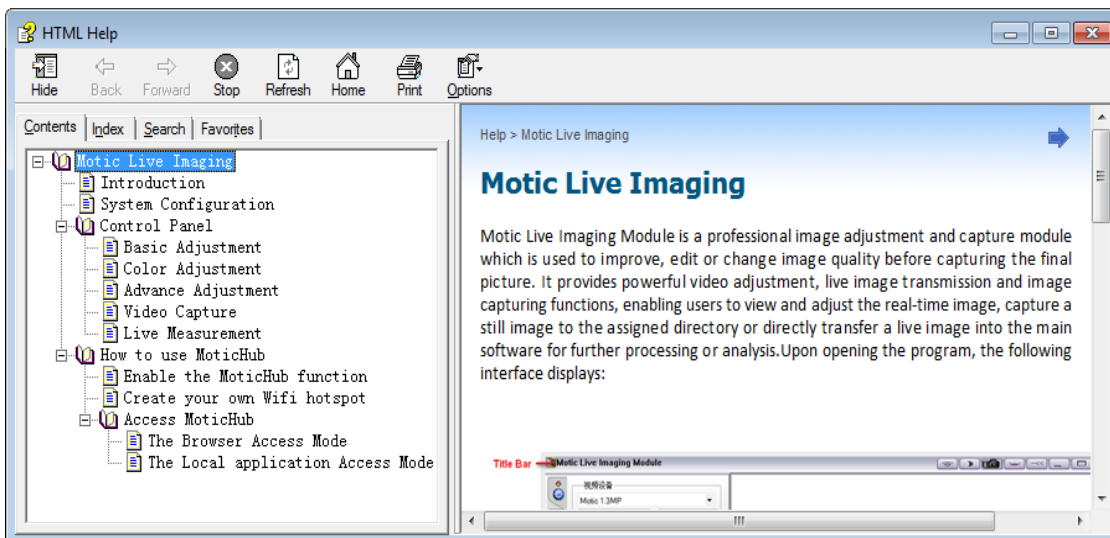 HTML Help
Hide Back Forward Stop Refresh Home Print Options
Contents Index Search Favorites
Motic Live Imaging
Introduction
System Configuration
Control Panel
Basic Adjustment
Color Adjustment
Advance Adjustment
Video Capture
Live Measurement
How to use MoticHub
Enable the MoticHub function
Create your own Wifi hotspot
Access MoticHub
The Browser Access Mode
The Local application Access Mode
Help > Motic Live Imaging
Motic Live Imaging
Motic Live Imaging Module is a professional image adjustment and capture module
which is used to improve, edit or change image quality before capturing the final
picture. It provides powerful video adjustment, live image transmission and image
capturing functions, enabling users to view and adjust the real-time image, capture a
still image to the assigned directory or directly transfer a live image into the main
software for further processing or analysis.Upon opening the program, the following
interface displays:
Title Bar Motic Live Imaging Module
视频设备
Motic 1.3MP